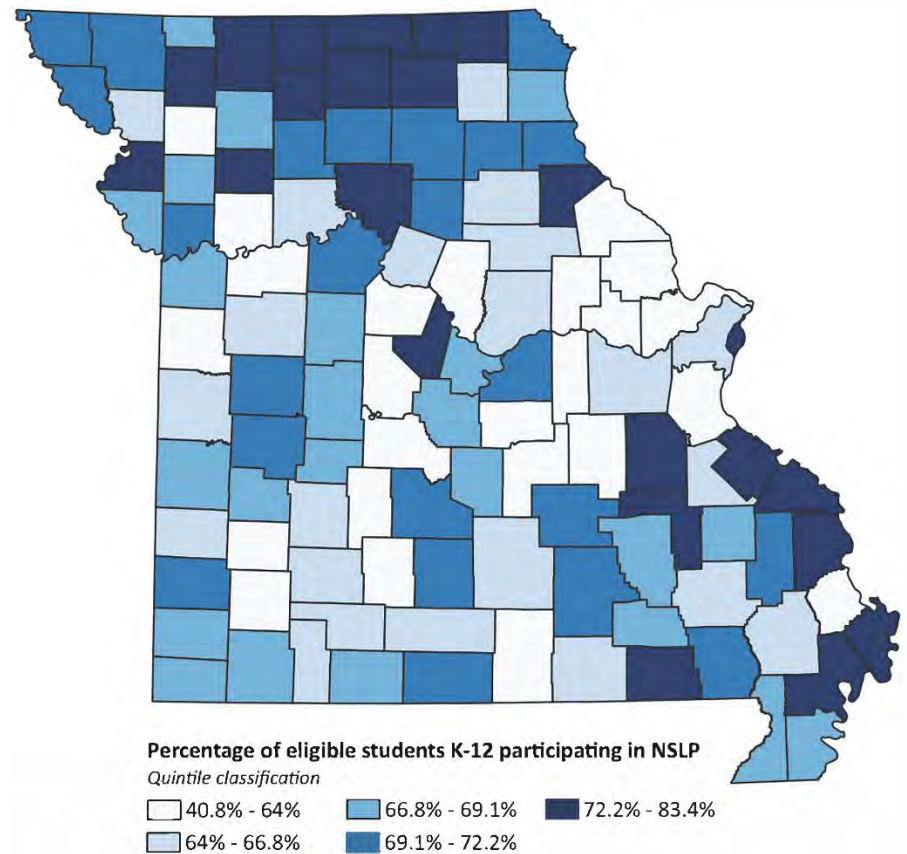 Percentage of eligible students K-12 participating in NSLP
Quintile classification
40.8% - 64% 66.8% - 69.1% 72.2% - 83.4%
64% - 66.8% 69.1% - 72.2%